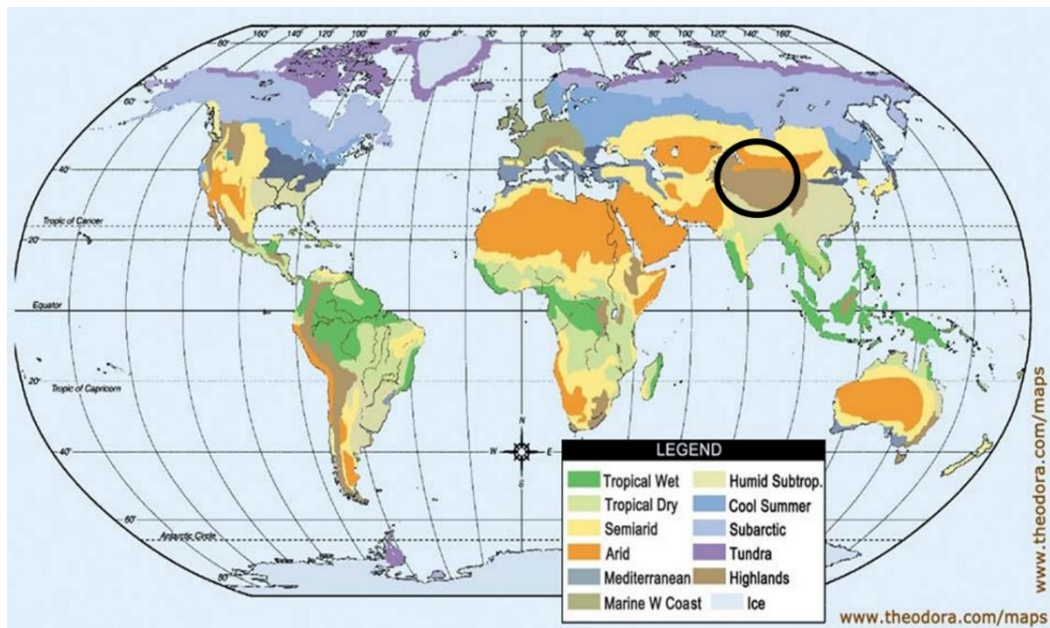 160 140 120 100 80 60 40 20 0 20 40 60 80 100 120 140 160
80
60
40
Tropic of Cancer
20
Equator
Tropic of Capricorn
20
N
W E
S
40
60
Antarctic Circle
80
LEGEND
Tropical Wet Humid Subtrop.
Tropical Dry Cool Summer
Semiarid Subarctic
Arid Tundra
Mediterranean Highlands
Marine W Coast Ice
www.theodora.com/maps
www.theodora.com/maps